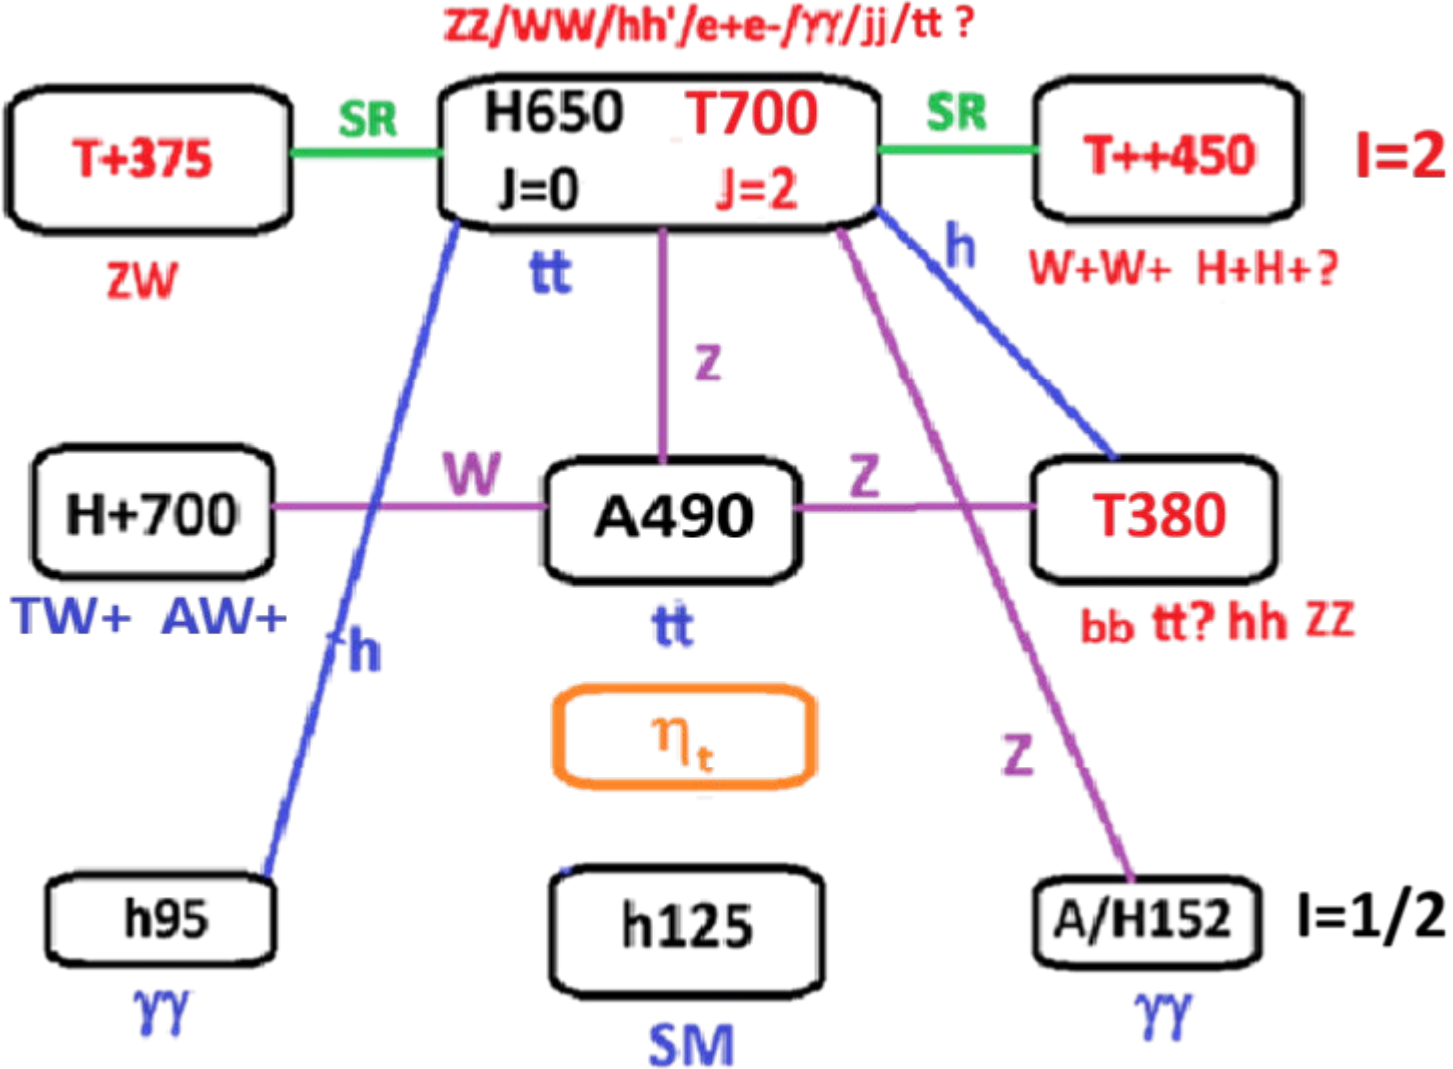 ZZ/WW/hh'/e+e-/γγ/jj/tt ?
T+375
SR
H650 T700
J=0 J=2
SR
T++450
I=2
ZW
tt
h
W+W+ H+H+?
Z
H+700
W
A490
Z
T380
TW+ AW+
h
tt
bb tt? hh ZZ
ηt
Z
h95
h125
A/H152
I=1/2
γγ
SM
γγ